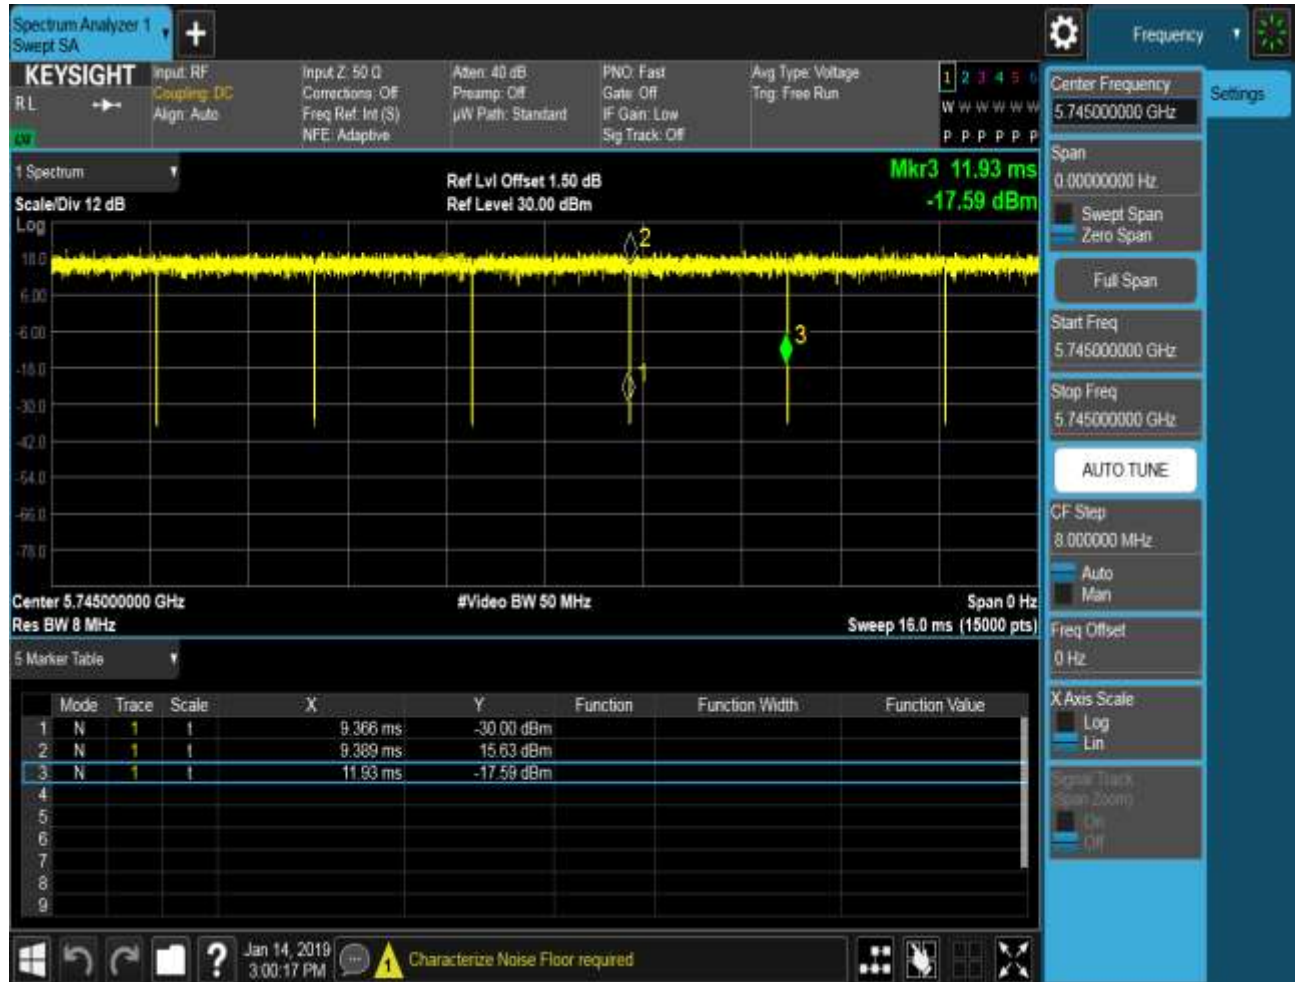 Spectrum Analyzer 1
Swept SA
Frequency
KEYSIGHT
RL
Input: RF
Coupling: DC
Align: Auto
Input Z: 50 Ω
Corrections: Off
Freq Ref: Int (S)
NFE: Adaptive
Atten: 40 dB
Preamp: Off
µW Path: Standard
PNO: Fast
Gate: Off
IF Gain: Low
Sig Track: Off
Avg Type: Voltage
Trig: Free Run
1 2 3 4 5 6
W W W W W W
P P P P P P
Center Frequency
5.745000000 GHz
Settings
Span
0.00000000 Hz
Swept Span
Zero Span
Full Span
Start Freq
5.745000000 GHz
Stop Freq
5.745000000 GHz
AUTO TUNE
CF Step
8.000000 MHz
Auto
Man
Freq Offset
0 Hz
X Axis Scale
Log
Lin
Signal Track
(Span Zoom)
On
Off
1 Spectrum
Scale/Div 12 dB
Ref Lvl Offset 1.50 dB
Ref Level 30.00 dBm
Mkr3 11.93 ms
-17.59 dBm
Log
18.0
6.00
-6.00
-18.0
-30.0
-42.0
-54.0
-66.0
-78.0
2
3
1
Center 5.745000000 GHz
#Video BW 50 MHz
Span 0 Hz
Res BW 8 MHz
Sweep 16.0 ms (15000 pts)
5 Marker Table
Mode Trace Scale X Y Function Function Width Function Value
1 N 1 t 9.366 ms -30.00 dBm
2 N 1 t 9.389 ms 15.63 dBm
3 N 1 t 11.93 ms -17.59 dBm
4
5
6
7
8
9
Jan 14, 2019
3:00:17 PM
Characterize Noise Floor required